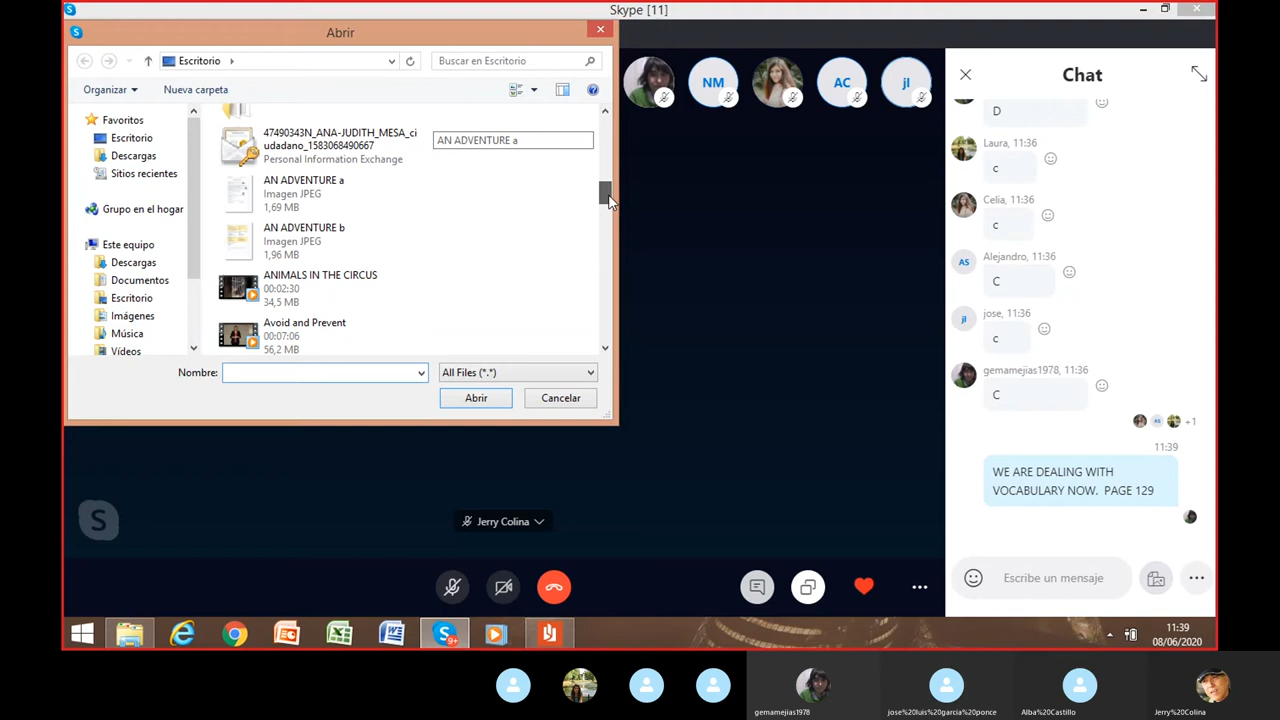 Skype [11]
Abrir
Escritorio
Buscar en Escritorio
Organizar
Nueva carpeta
Favoritos
Escritorio
Descargas
Sitios recientes
Grupo en el hogar
Este equipo
Descargas
Documentos
Escritorio
Imágenes
Música
Vídeos
47490343N_ANA-JUDITH_MESA_ci
udadano_1583068490667
Personal Information Exchange
AN ADVENTURE a
AN ADVENTURE a
Imagen JPEG
1,69 MB
AN ADVENTURE b
Imagen JPEG
1,96 MB
ANIMALS IN THE CIRCUS
00:02:30
34,5 MB
Avoid and Prevent
00:07:06
56,2 MB
Nombre:
All Files (*.*)
Abrir
Cancelar
NM
AC
jl
Jerry Colina
S
Chat
D
Laura, 11:36
c
Celia, 11:36
c
AS
Alejandro, 11:36
C
jl
jose, 11:36
c
gemamejias1978, 11:36
C
AS
+1
11:39
WE ARE DEALING WITH
VOCABULARY NOW. PAGE 129
Escribe un mensaje
9+
11:39
08/06/2020
gemamejias1978
jose%20luis%20garcia%20ponce
Alba%20Castillo
Jerry%20Colina